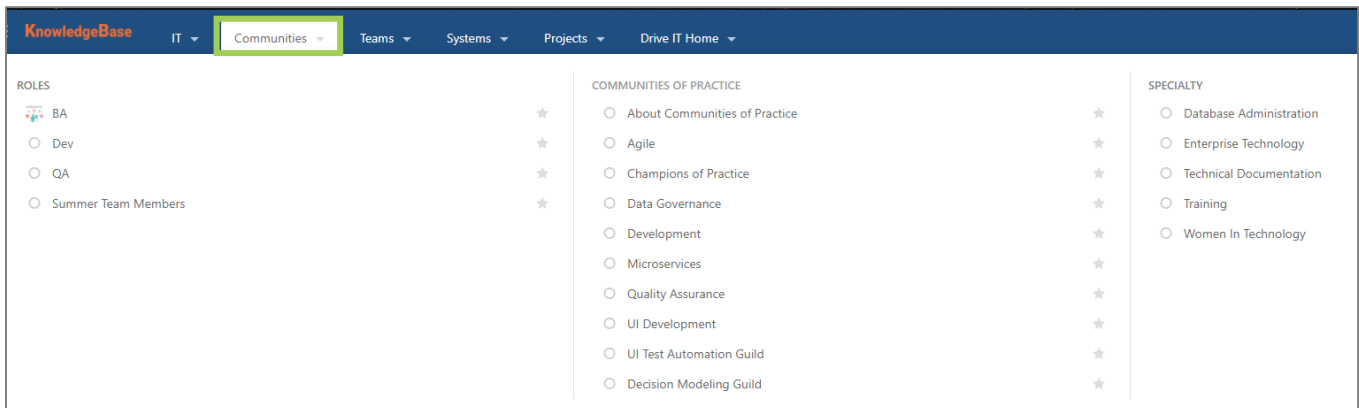 KnowledgeBase IT Communities Teams Systems Projects Drive IT Home
ROLES
BA
Dev
QA
Summer Team Members
COMMUNITIES OF PRACTICE
About Communities of Practice
Agile
Champions of Practice
Data Governance
Development
Microservices
Quality Assurance
UI Development
UI Test Automation Guild
Decision Modeling Guild
SPECIALTY
Database Administration
Enterprise Technology
Technical Documentation
Training
Women In Technology